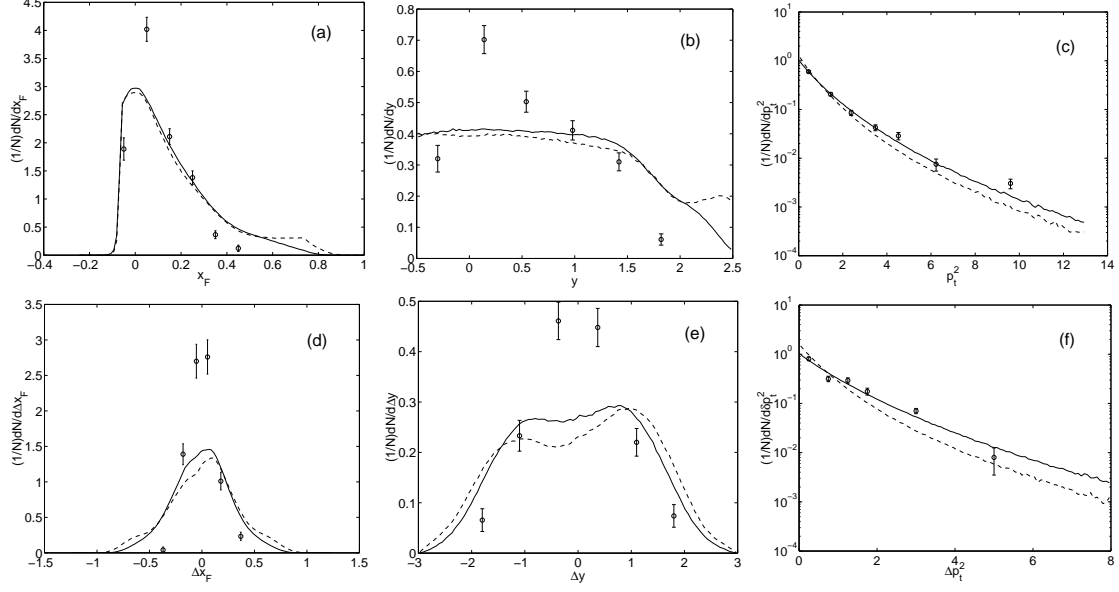 4.5
4
3.5
3
2.5
2
1.5
1
0.5
0
(1/N)dN/dx_F
(a)
−0.4 −0.2 0 0.2 0.4 0.6 0.8 1
x_F
0.8
0.7
0.6
0.5
0.4
0.3
0.2
0.1
0
(1/N)dN/dy
(b)
−0.5 0 0.5 1 1.5 2 2.5
y
10^1
10^0
10^−1
10^−2
10^−3
10^−4
(1/N)dN/dp_t^2
(c)
0 2 4 6 8 10 12 14
p_t^2
3.5
3
2.5
2
1.5
1
0.5
0
(1/N)dN/dΔx_F
(d)
−1.5 −1 −0.5 0 0.5 1 1.5
Δx_F
0.5
0.4
0.3
0.2
0.1
0
(1/N)dN/dΔy
(e)
−3 −2 −1 0 1 2 3
Δy
10^1
10^0
10^−1
10^−2
10^−3
10^−4
(1/N)dN/dδp_t^2
(f)
0 2 4 6 8
Δp_t^2